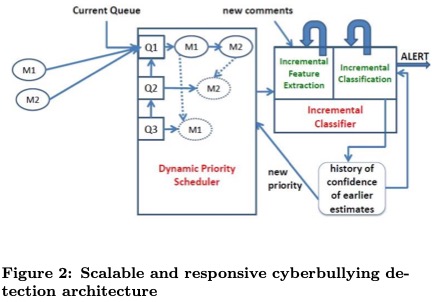 Current Queue
new comments
Q1
M1
M2
ALERT
M1
M2
Q2
M2
Incremental
Feature
Extraction
Incremental
Classification
Incremental
Classifier
Q3
M1
Dynamic Priority
Scheduler
new
priority
history of
confidence
of earlier
estimates
Figure 2: Scalable and responsive cyberbullying de-
tection architecture